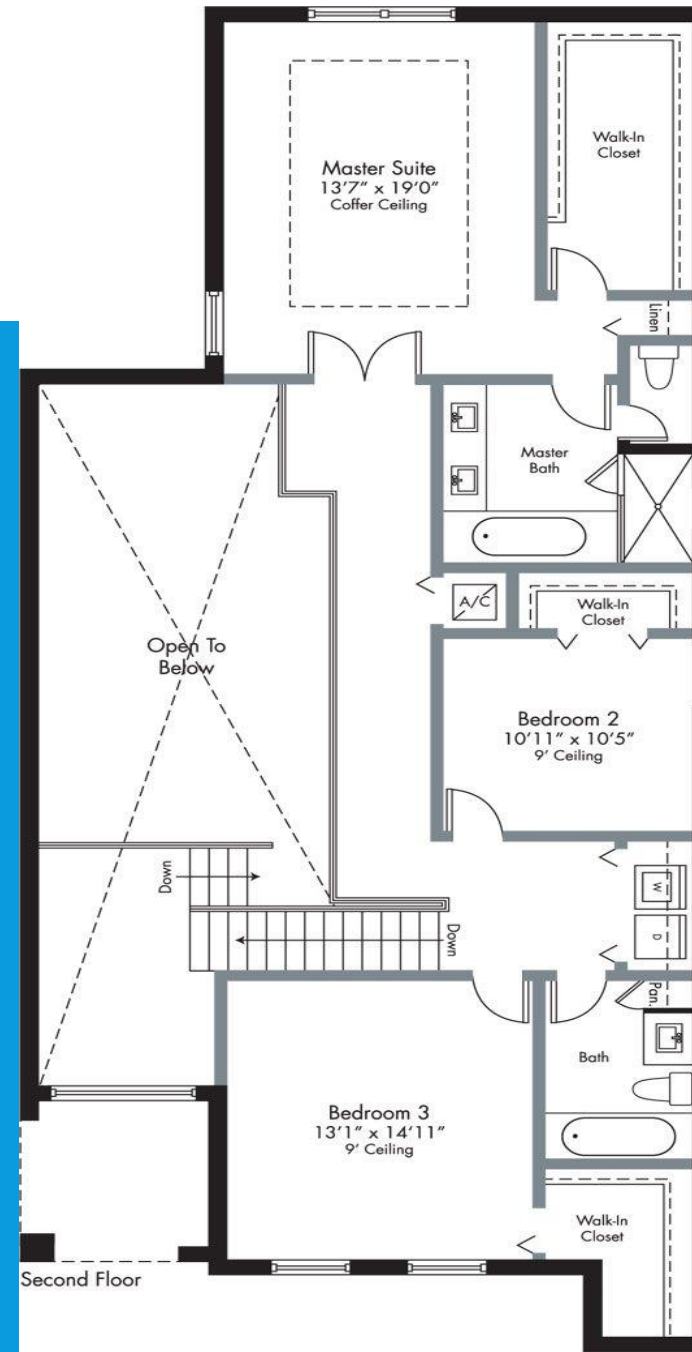 Walk-In
Closet
Master Suite
13'7" x 19'0"
Coffer Ceiling
Linen
Master
Bath
A/C
Walk-In
Closet
Open To
Below
Bedroom 2
10'11" x 10'5"
9' Ceiling
Down
W
D
Down
Pan.
Bath
Bedroom 3
13'1" x 14'11"
9' Ceiling
Walk-In
Closet
Second Floor